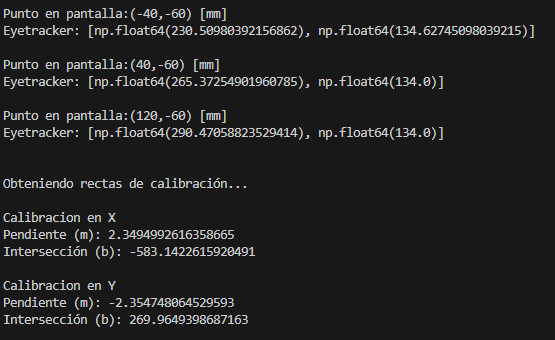 Punto en pantalla:(-40,-60) [mm]
Eyetracker: [np.float64(230.50980392156862), np.float64(134.62745098039215)]
Punto en pantalla:(40,-60) [mm]
Eyetracker: [np.float64(265.37254901960785), np.float64(134.0)]
Punto en pantalla:(120,-60) [mm]
Eyetracker: [np.float64(290.47058823529414), np.float64(134.0)]
Obteniendo rectas de calibración...
Calibracion en X
Pendiente (m): 2.3494992616358665
Intersección (b): -583.1422615920491
Calibracion en Y
Pendiente (m): -2.354748064529593
Intersección (b): 269.9649398687163